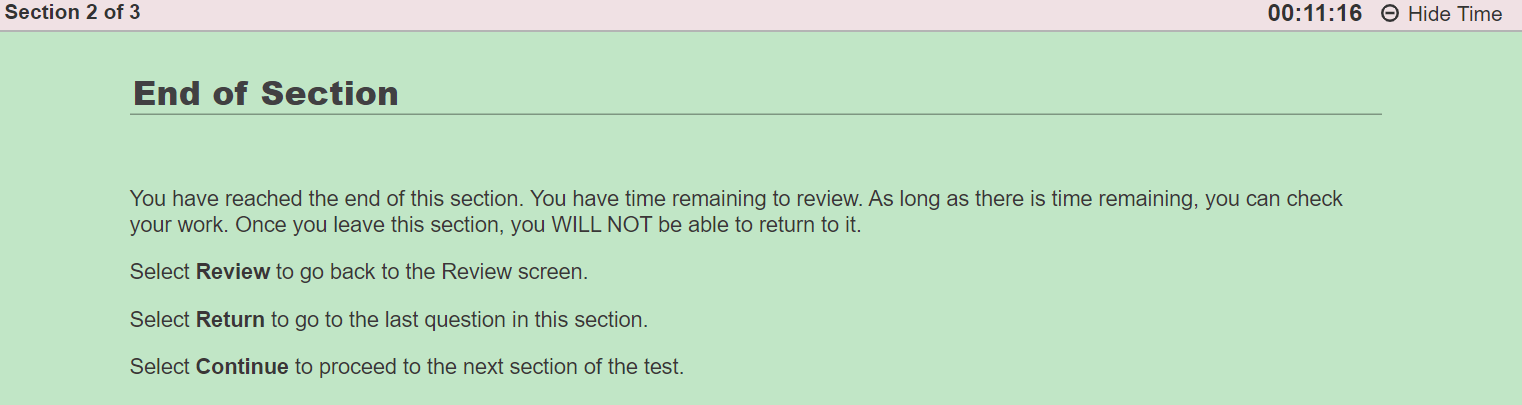 Section 2 of 3
00:11:16 Hide Time
End of Section
You have reached the end of this section. You have time remaining to review. As long as there is time remaining, you can check
your work. Once you leave this section, you WILL NOT be able to return to it.
Select Review to go back to the Review screen.
Select Return to go to the last question in this section.
Select Continue to proceed to the next section of the test.